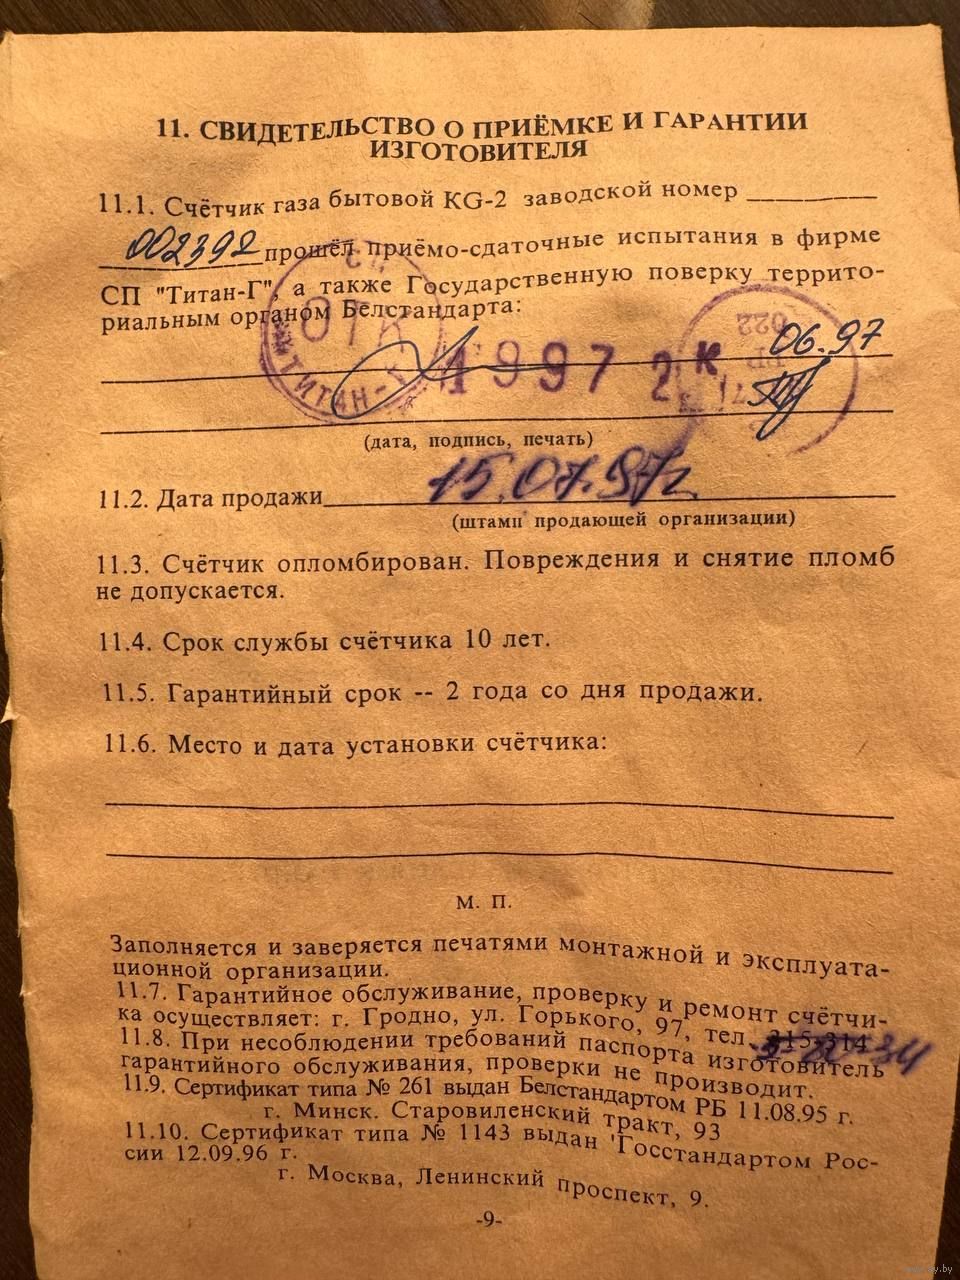 11. СВИДЕТЕЛЬСТВО О ПРИЁМКЕ И ГАРАНТИИ
ИЗГОТОВИТЕЛЯ
11.1. Счётчик газа бытовой KG-2 заводской номер
002392 прошёл приёмо-сдаточные испытания в фирме
СП "Титан-Г", а также Государственную поверку террито-
риальным органом Белстандарта:
СП
ОТК
ТИТАН-Г
1997 2 К
022
06.97
(дата, подпись, печать)
11.2. Дата продажи 15.07.97г.
(штамп продающей организации)
11.3. Счётчик опломбирован. Повреждения и снятие пломб
не допускается.
11.4. Срок службы счётчика 10 лет.
11.5. Гарантийный срок -- 2 года со дня продажи.
11.6. Место и дата установки счётчика:
М. П.
Заполняется и заверяется печатями монтажной и эксплуата-
ционной организации.
11.7. Гарантийное обслуживание, проверку и ремонт счётчи-
ка осуществляет: г. Гродно, ул. Горького, 97, тел. 315-314
11.8. При несоблюдении требований паспорта изготовитель
гарантийного обслуживания, проверки не производит.
11.9. Сертификат типа № 261 выдан Белстандартом РБ 11.08.95 г.
г. Минск. Старовиленский тракт, 93
11.10. Сертификат типа № 1143 выдан 'Госстандартом Рос-
сии 12.09.96 г.
г. Москва, Ленинский проспект, 9.
-9-